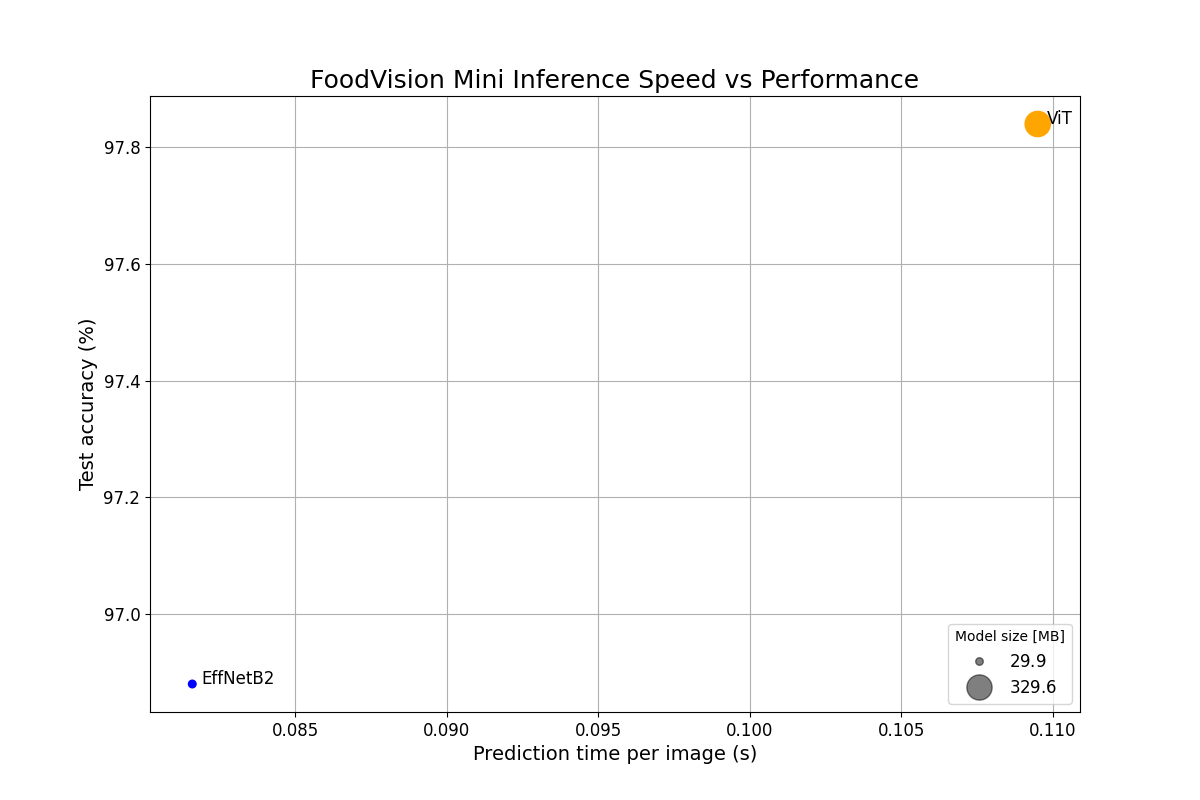 FoodVision Mini Inference Speed vs Performance
ViT
97.8
97.6
97.4
97.2
97.0
Test accuracy (%)
EffNetB2
Model size [MB]
29.9
329.6
0.085 0.090 0.095 0.100 0.105 0.110
Prediction time per image (s)